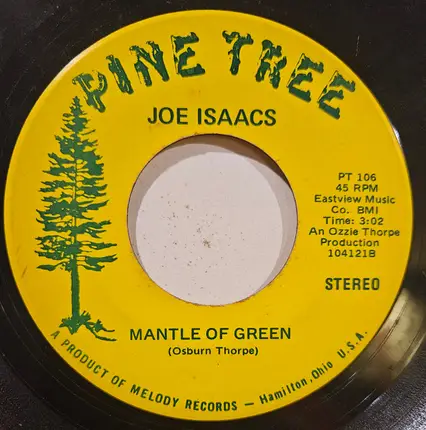 PINE TREE
JOE ISAACS
PT 106
45 RPM
Eastview Music
Co. BMI
Time: 3:02
An Ozzie Thorpe
Production
104121B
STEREO
MANTLE OF GREEN
(Osburn Thorpe)
A PRODUCT OF MELODY RECORDS — Hamilton, Ohio U.S.A.